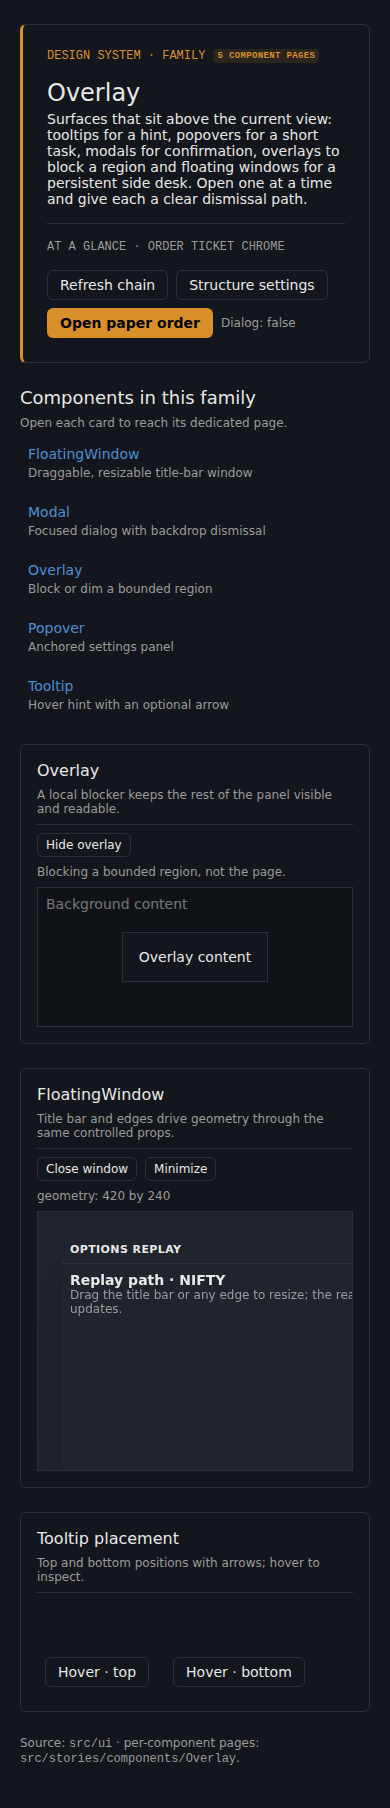 DESIGN SYSTEM · FAMILY 5 COMPONENT PAGES
Overlay
Surfaces that sit above the current view:
tooltips for a hint, popovers for a short
task, modals for confirmation, overlays to
block a region and floating windows for a
persistent side desk. Open one at a time
and give each a clear dismissal path.
AT A GLANCE · ORDER TICKET CHROME
Refresh chain Structure settings
Open paper order Dialog: false
Components in this family
Open each card to reach its dedicated page.
FloatingWindow
Draggable, resizable title-bar window
Modal
Focused dialog with backdrop dismissal
Overlay
Block or dim a bounded region
Popover
Anchored settings panel
Tooltip
Hover hint with an optional arrow
Overlay
A local blocker keeps the rest of the panel visible
and readable.
Hide overlay
Blocking a bounded region, not the page.
Background content
Overlay content
FloatingWindow
Title bar and edges drive geometry through the
same controlled props.
Close window Minimize
geometry: 420 by 240
OPTIONS REPLAY
Replay path · NIFTY
Drag the title bar or any edge to resize; the
updates.
Tooltip placement
Top and bottom positions with arrows; hover to
inspect.
Hover · top Hover · bottom
Source: src/ui · per-component pages:
src/stories/components/Overlay.